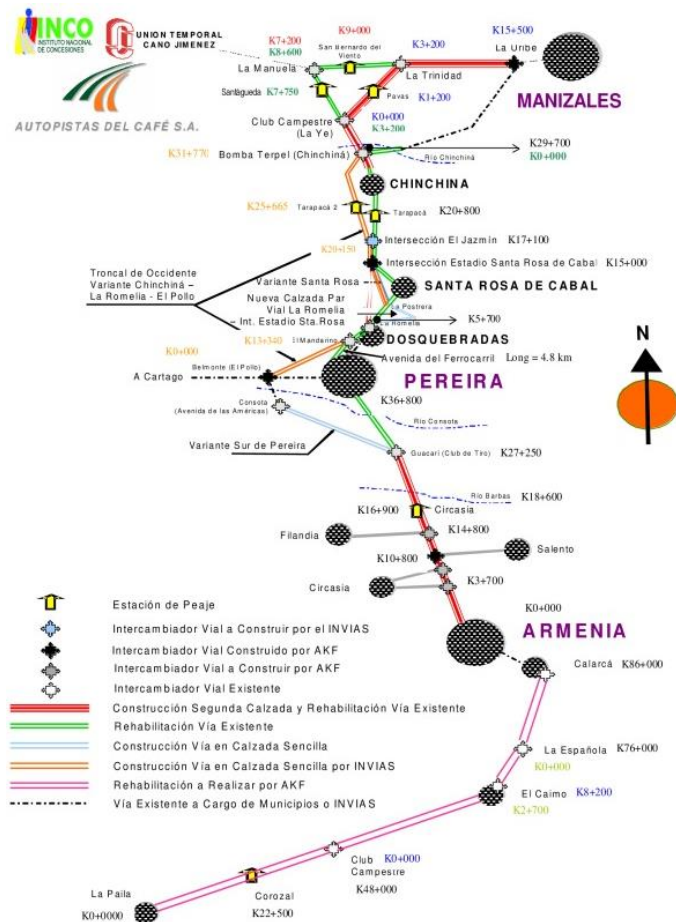 INCO
INSTITUTO NACIONAL
DE CONCESIONES
UNION TEMPORAL
CANO JIMENEZ
AUTOPISTAS DEL CAFÉ S.A.
K7+200
K8+600
K9+000
San Bernardo del
Viento
K3+200
K15+500
La Uribe
La Manuela
La Trinidad
MANIZALES
Santágueda
K7+750
Pavas
K1+200
Club Campestre
(La Ye)
K0+000
K3+200
K31+770
Bomba Terpel (Chinchiná)
Río Chinchiná
K29+700
K0+000
CHINCHINA
K25+665
Tarapacá 2
Tarapacá
K20+800
Intersección El Jazmín
K17+100
K20+150
Intersección Estadio Santa Rosa de Cabal
K15+000
Troncal de Occidente
Variante Chinchiná –
La Romelia - El Pollo
Variante Santa Rosa
SANTA ROSA DE CABAL
Nueva Calzada Par
Vial La Romelia
– Int. Estadio Sta. Rosa
La Postrera
La Romelia
K5+700
K13+340
El Mandarino
DOSQUEBRADAS
K0+000
Avenida del Ferrocarril
Long = 4.8 km
N
A Cartago
Belmonte (El Pollo)
PEREIRA
K36+800
Consota
(Avenida de las Américas)
Río Consota
Variante Sur de Pereira
Guacarí (Club de Tiro)
K27+250
Río Barbas
K18+600
K16+900
Circasía
Filandia
K14+800
K10+800
Salento
Circasía
K3+700
K0+000
ARMENIA
Calarcá
K86+000
Estación de Peaje
Intercambiador Vial a Construir por el INVIAS
Intercambiador Vial Construido por AKF
Intercambiador Vial a Construir por AKF
Intercambiador Vial Existente
Construcción Segunda Calzada y Rehabilitación Vía Existente
Rehabilitación Vía Existente
Construcción Vía en Calzada Sencilla
Construcción Vía en Calzada Sencilla por INVIAS
Rehabilitación a Realizar por AKF
Vía Existente a Cargo de Municipios o INVIAS
La Española
K76+000
K0+000
El Caimo
K8+200
K2+700
Club
Campestre
K0+000
K48+000
Corozal
K22+500
La Paila
K0+0000